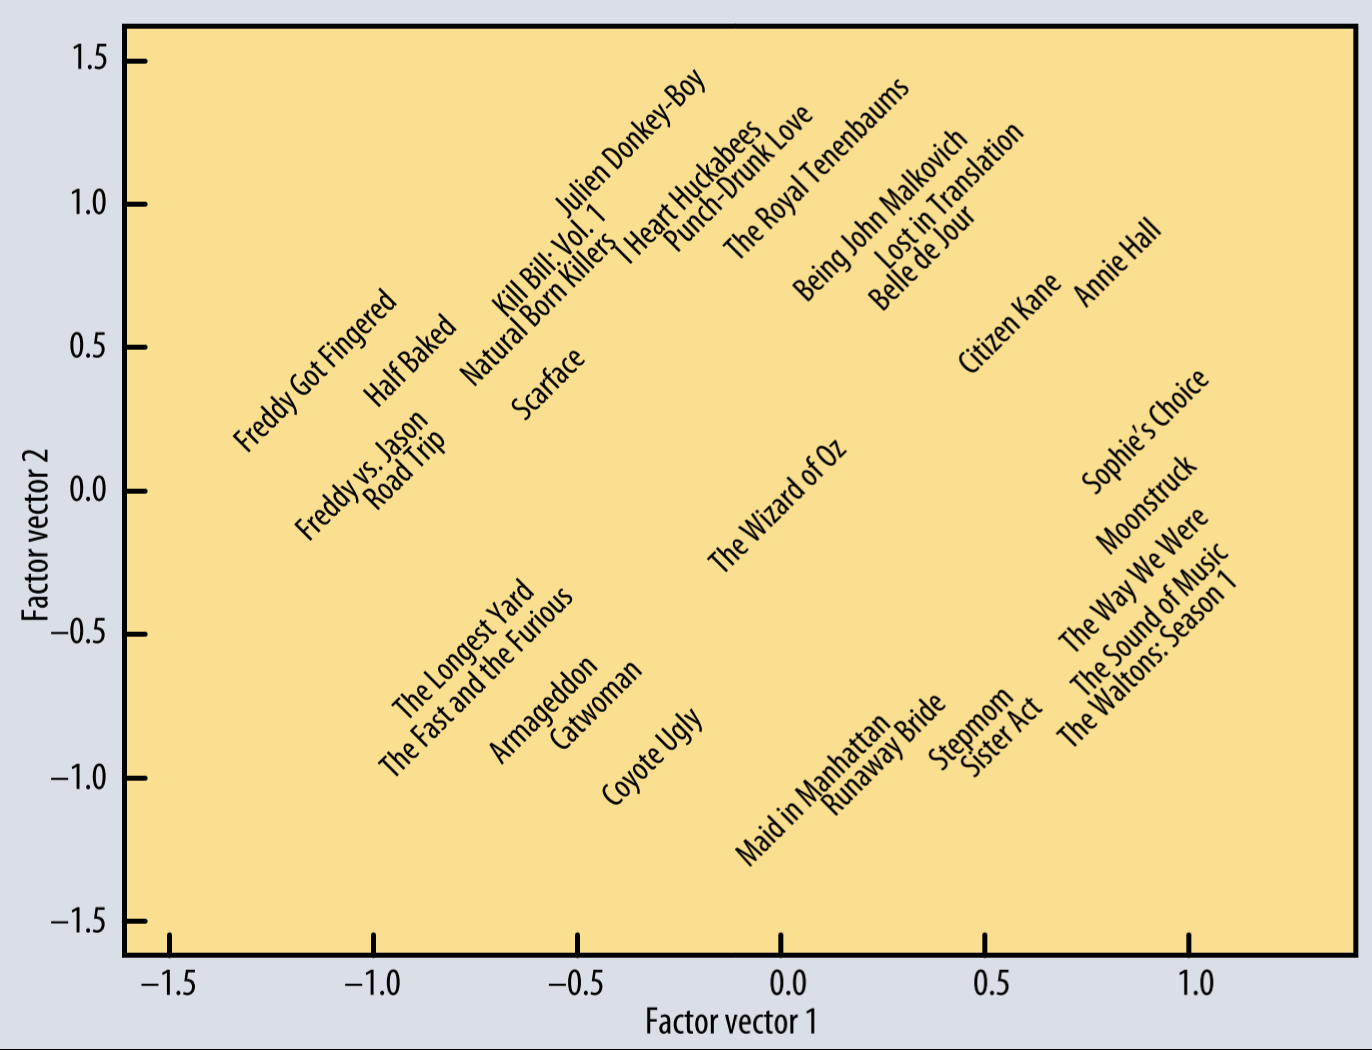 1.5
1.0
0.5
0.0
−0.5
−1.0
−1.5
Factor vector 2
Julien Donkey-Boy
I Heart Huckabees
Punch-Drunk Love
The Royal Tenenbaums
Being John Malkovich
Lost in Translation
Belle de Jour
Annie Hall
Citizen Kane
Kill Bill: Vol. 1
Natural Born Killers
Scarface
Freddy Got Fingered
Half Baked
Freddy vs. Jason
Road Trip
The Wizard of Oz
Sophie’s Choice
Moonstruck
The Way We Were
The Sound of Music
The Waltons: Season 1
The Longest Yard
The Fast and the Furious
Armageddon
Catwoman
Coyote Ugly
Maid in Manhattan
Runaway Bride
Stepmom
Sister Act
−1.5
−1.0
−0.5
0.0
0.5
1.0
Factor vector 1